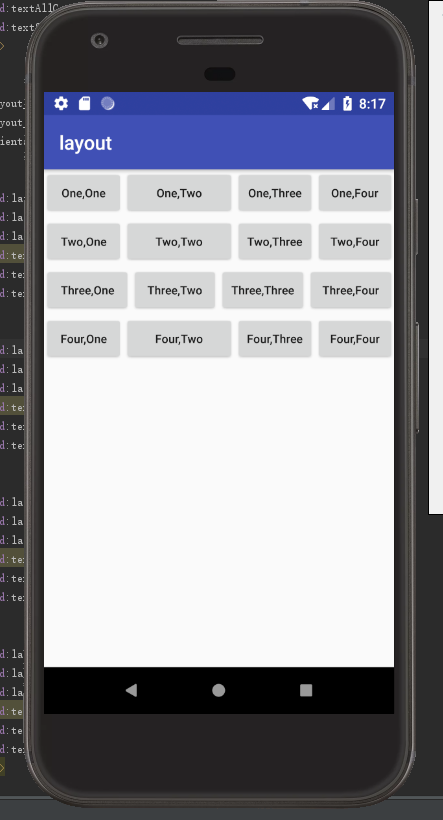 d:textAllC
d:text
>
8:17
layout
yout_
yout_
ienta
One,One One,Two One,Three One,Four
d:la
d:la
Two,One Two,Two Two,Three Two,Four
d:la
d:te
d:te
Three,One Three,Two Three,Three Three,Four
d:te
Four,One Four,Two Four,Three Four,Four
d:la
d:la
d:la
d:te
d:te
d:te
d:la
d:la
d:la
d:te
d:te
d:te
d:la
d:la
d:la
d:te
d:te
d:te
>